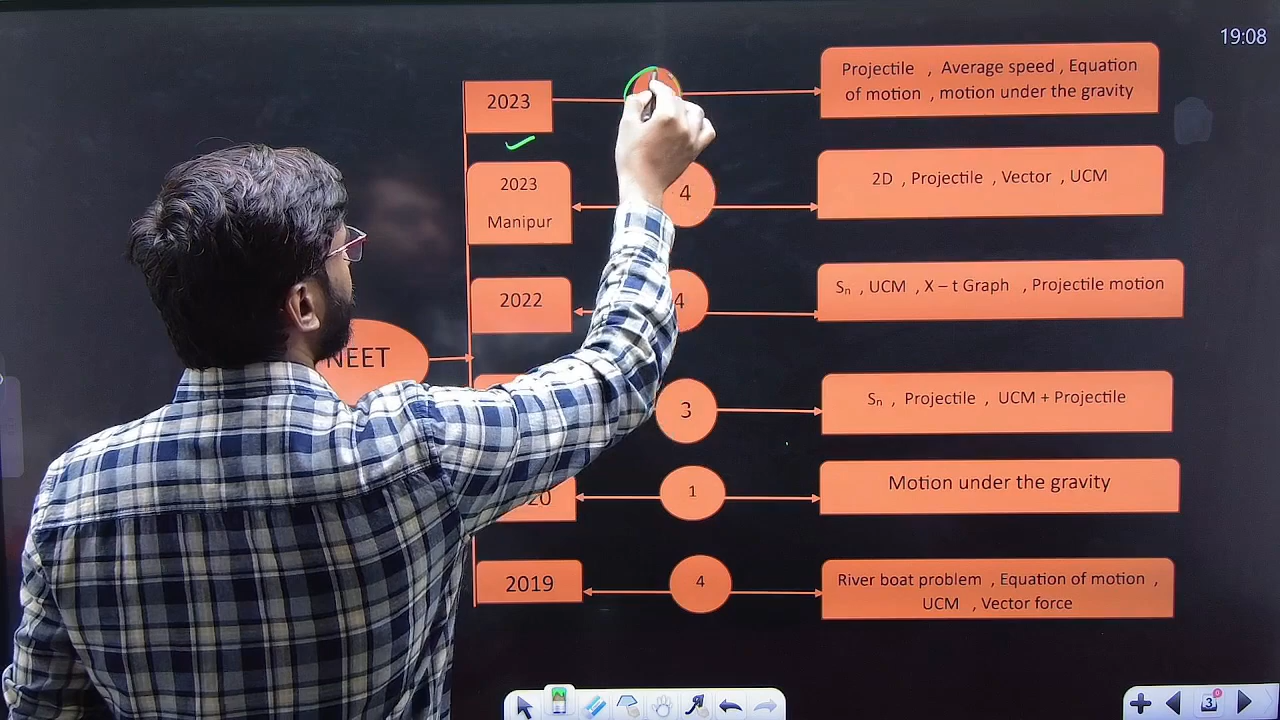 19:08
2023
Projectile , Average speed , Equation
of motion , motion under the gravity
2023
Manipur
4
2D , Projectile , Vector , UCM
2022
4
Sₙ , UCM , X – t Graph , Projectile motion
NEET
3
Sₙ , Projectile , UCM + Projectile
20
1
Motion under the gravity
2019
4
River boat problem , Equation of motion ,
UCM , Vector force
3